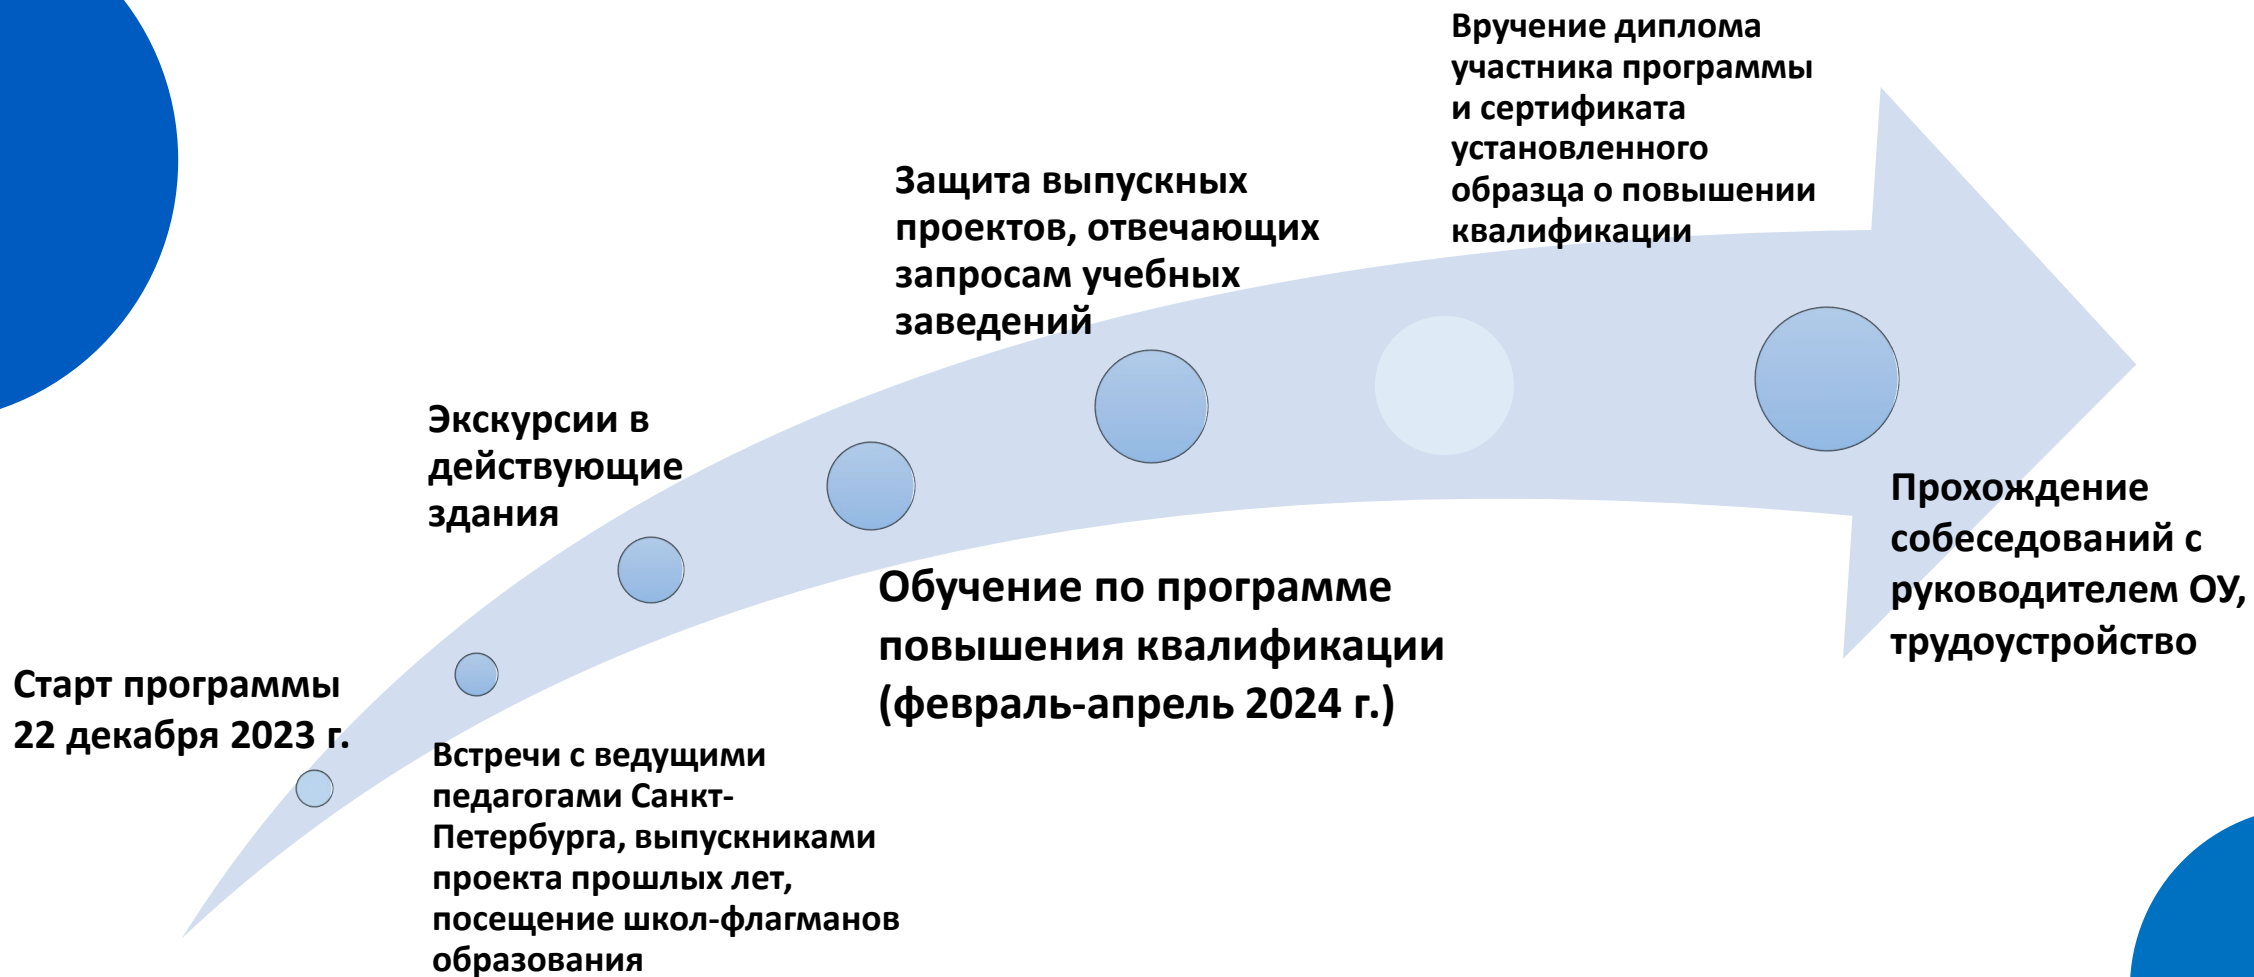 Старт программы
22 декабря 2023 г.
Встречи с ведущими
педагогами Санкт-
Петербурга, выпускниками
проекта прошлых лет,
посещение школ-флагманов
образования
Экскурсии в
действующие
здания
Обучение по программе
повышения квалификации
(февраль-апрель 2024 г.)
Защита выпускных
проектов, отвечающих
запросам учебных
заведений
Вручение диплома
участника программы
и сертификата
установленного
образца о повышении
квалификации
Прохождение
собеседований с
руководителем ОУ,
трудоустройство